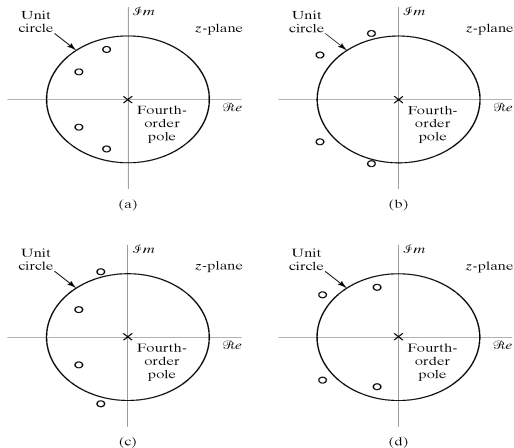 Unit
circle
ℐm
z-plane
ℛe
Fourth-
order
pole
(a)
Unit
circle
ℐm
z-plane
ℛe
Fourth-
order
pole
(b)
Unit
circle
ℐm
z-plane
ℛe
Fourth-
order
pole
(c)
Unit
circle
ℐm
z-plane
ℛe
Fourth-
order
pole
(d)